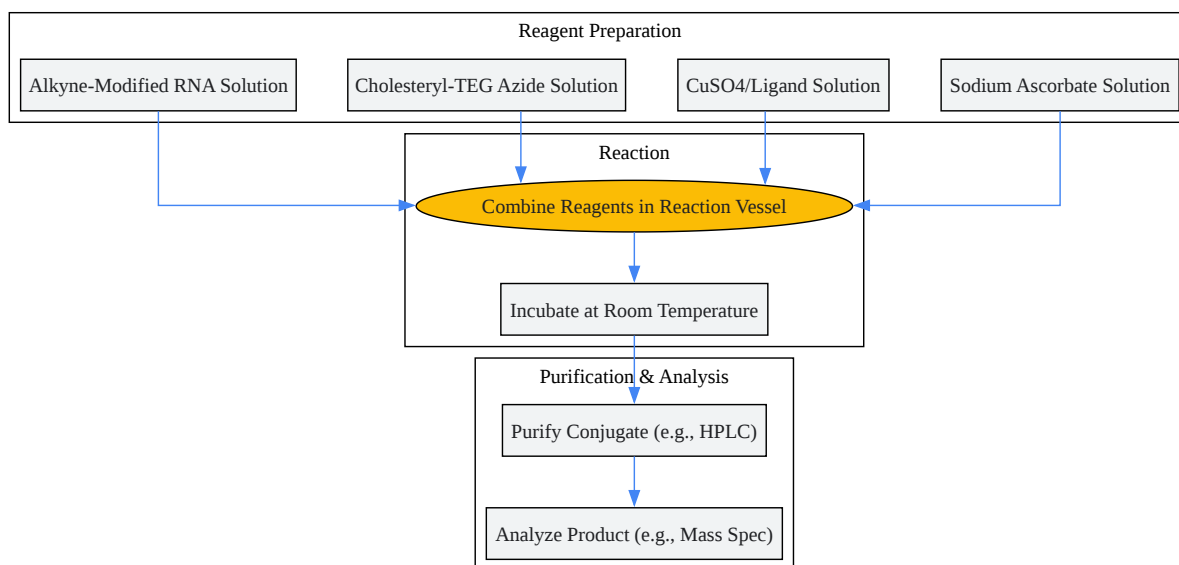 Reagent Preparation
Alkyne-Modified RNA Solution
Cholesteryl-TEG Azide Solution
CuSO4/Ligand Solution
Sodium Ascorbate Solution
Reaction
Combine Reagents in Reaction Vessel
Incubate at Room Temperature
Purification & Analysis
Purify Conjugate (e.g., HPLC)
Analyze Product (e.g., Mass Spec)